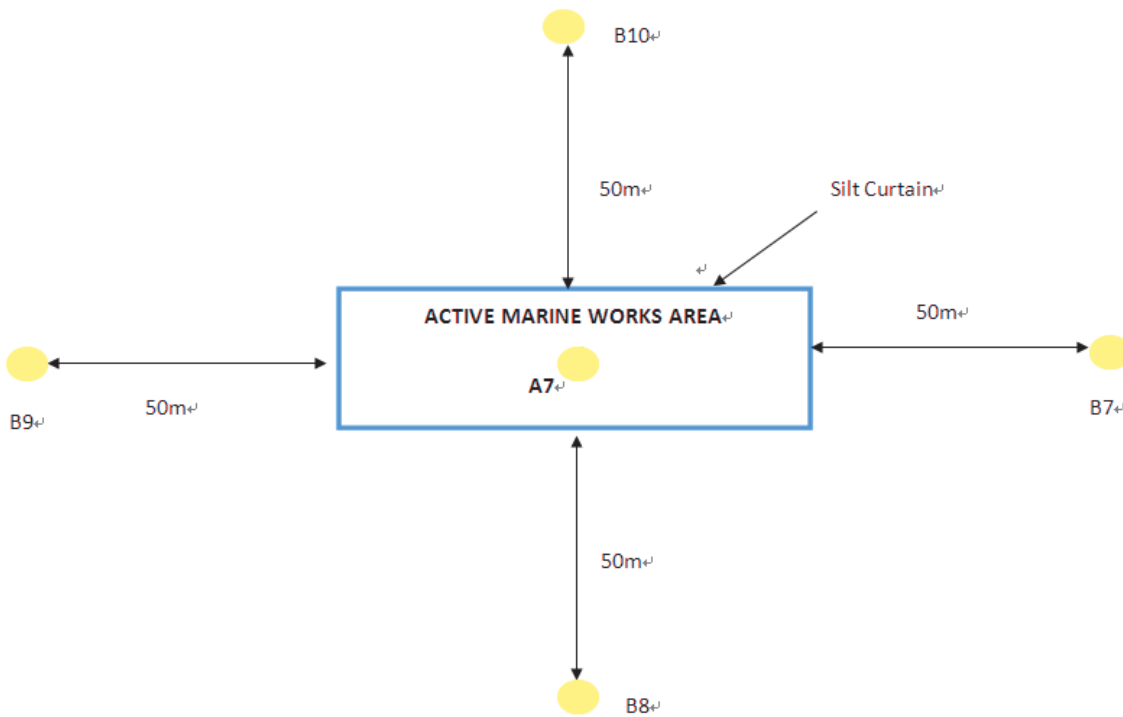 B10
50m
Silt Curtain
ACTIVE MARINE WORKS AREA
50m
A7
50m
B9
B7
50m
B8